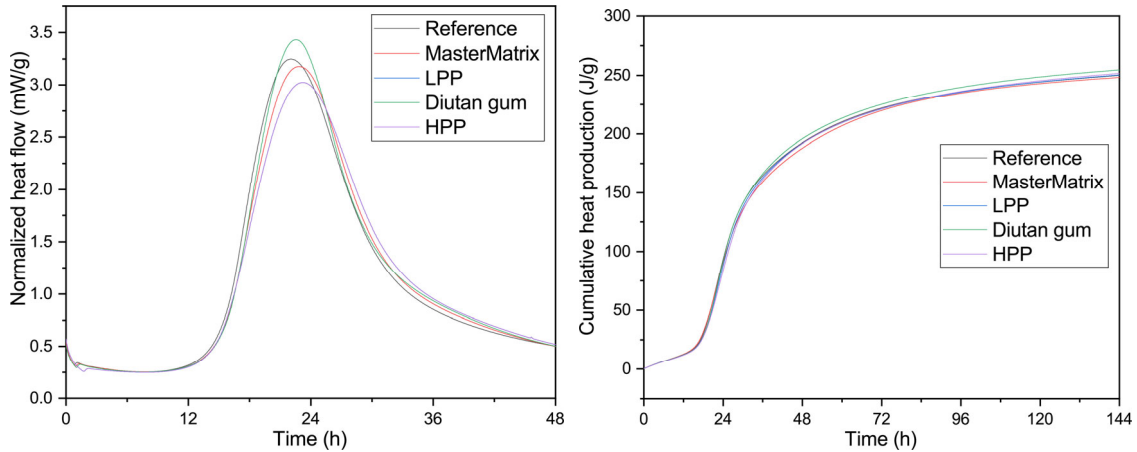 Normalized heat flow (mW/g)
3.5
3.0
2.5
2.0
1.5
1.0
0.5
0.0
0
12
24
36
48
Time (h)
Reference
MasterMatrix
LPP
Diutan gum
HPP
Cumulative heat production (J/g)
300
250
200
150
100
50
0
0
24
48
72
96
120
144
Time (h)
Reference
MasterMatrix
LPP
Diutan gum
HPP